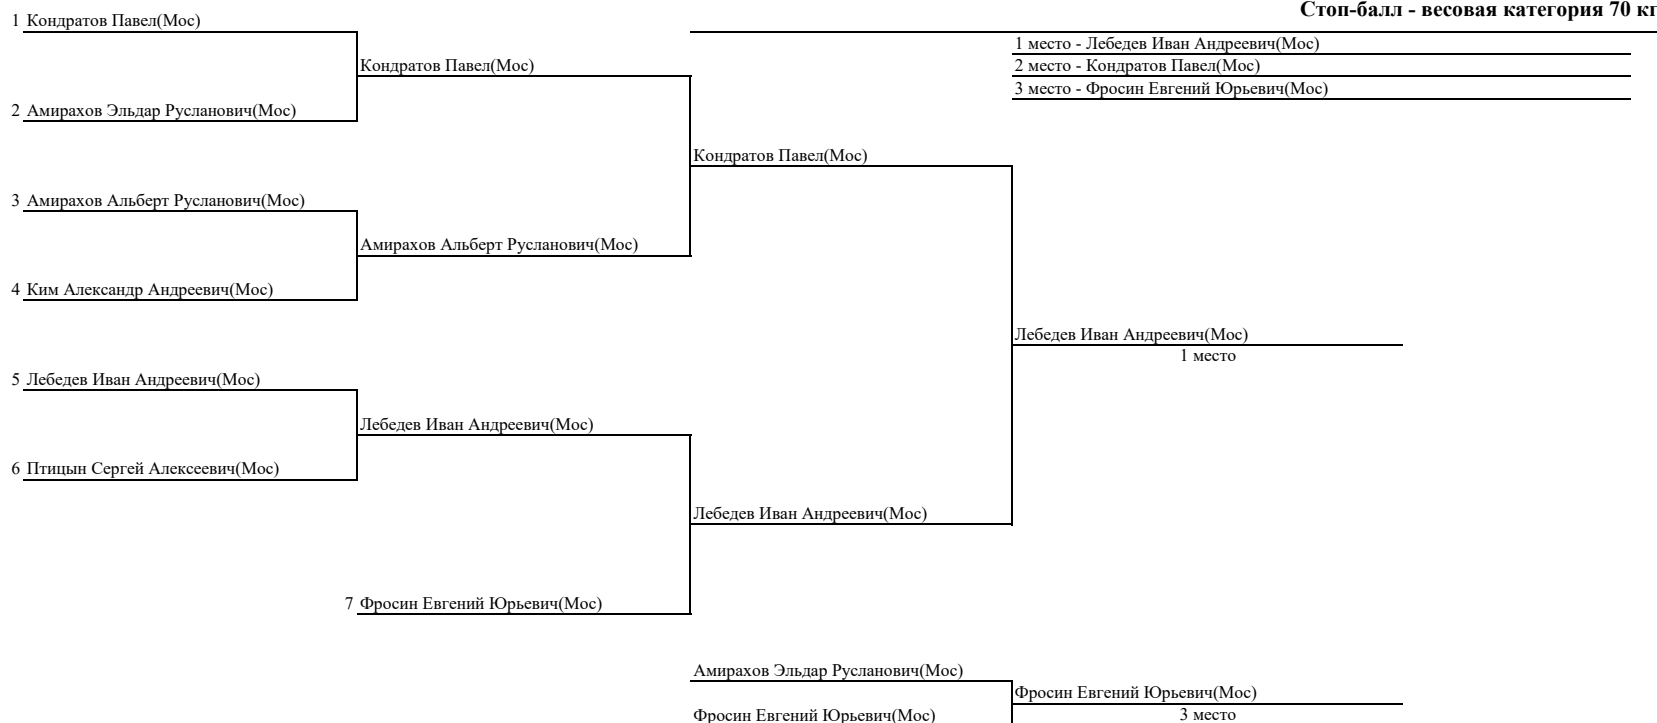 Стоп-балл - весовая категория 70 кг
1 Кондратов Павел(Мос)
1 место - Лебедев Иван Андреевич(Мос)
Кондратов Павел(Мос)
2 место - Кондратов Павел(Мос)
3 место - Фросин Евгений Юрьевич(Мос)
2 Амирахов Эльдар Русланович(Мос)
Кондратов Павел(Мос)
3 Амирахов Альберт Русланович(Мос)
Амирахов Альберт Русланович(Мос)
4 Ким Александр Андреевич(Мос)
Лебедев Иван Андреевич(Мос)
1 место
5 Лебедев Иван Андреевич(Мос)
Лебедев Иван Андреевич(Мос)
6 Птицын Сергей Алексеевич(Мос)
Лебедев Иван Андреевич(Мос)
7 Фросин Евгений Юрьевич(Мос)
Амирахов Эльдар Русланович(Мос)
Фросин Евгений Юрьевич(Мос)
Фросин Евгений Юрьевич(Мос)
3 место